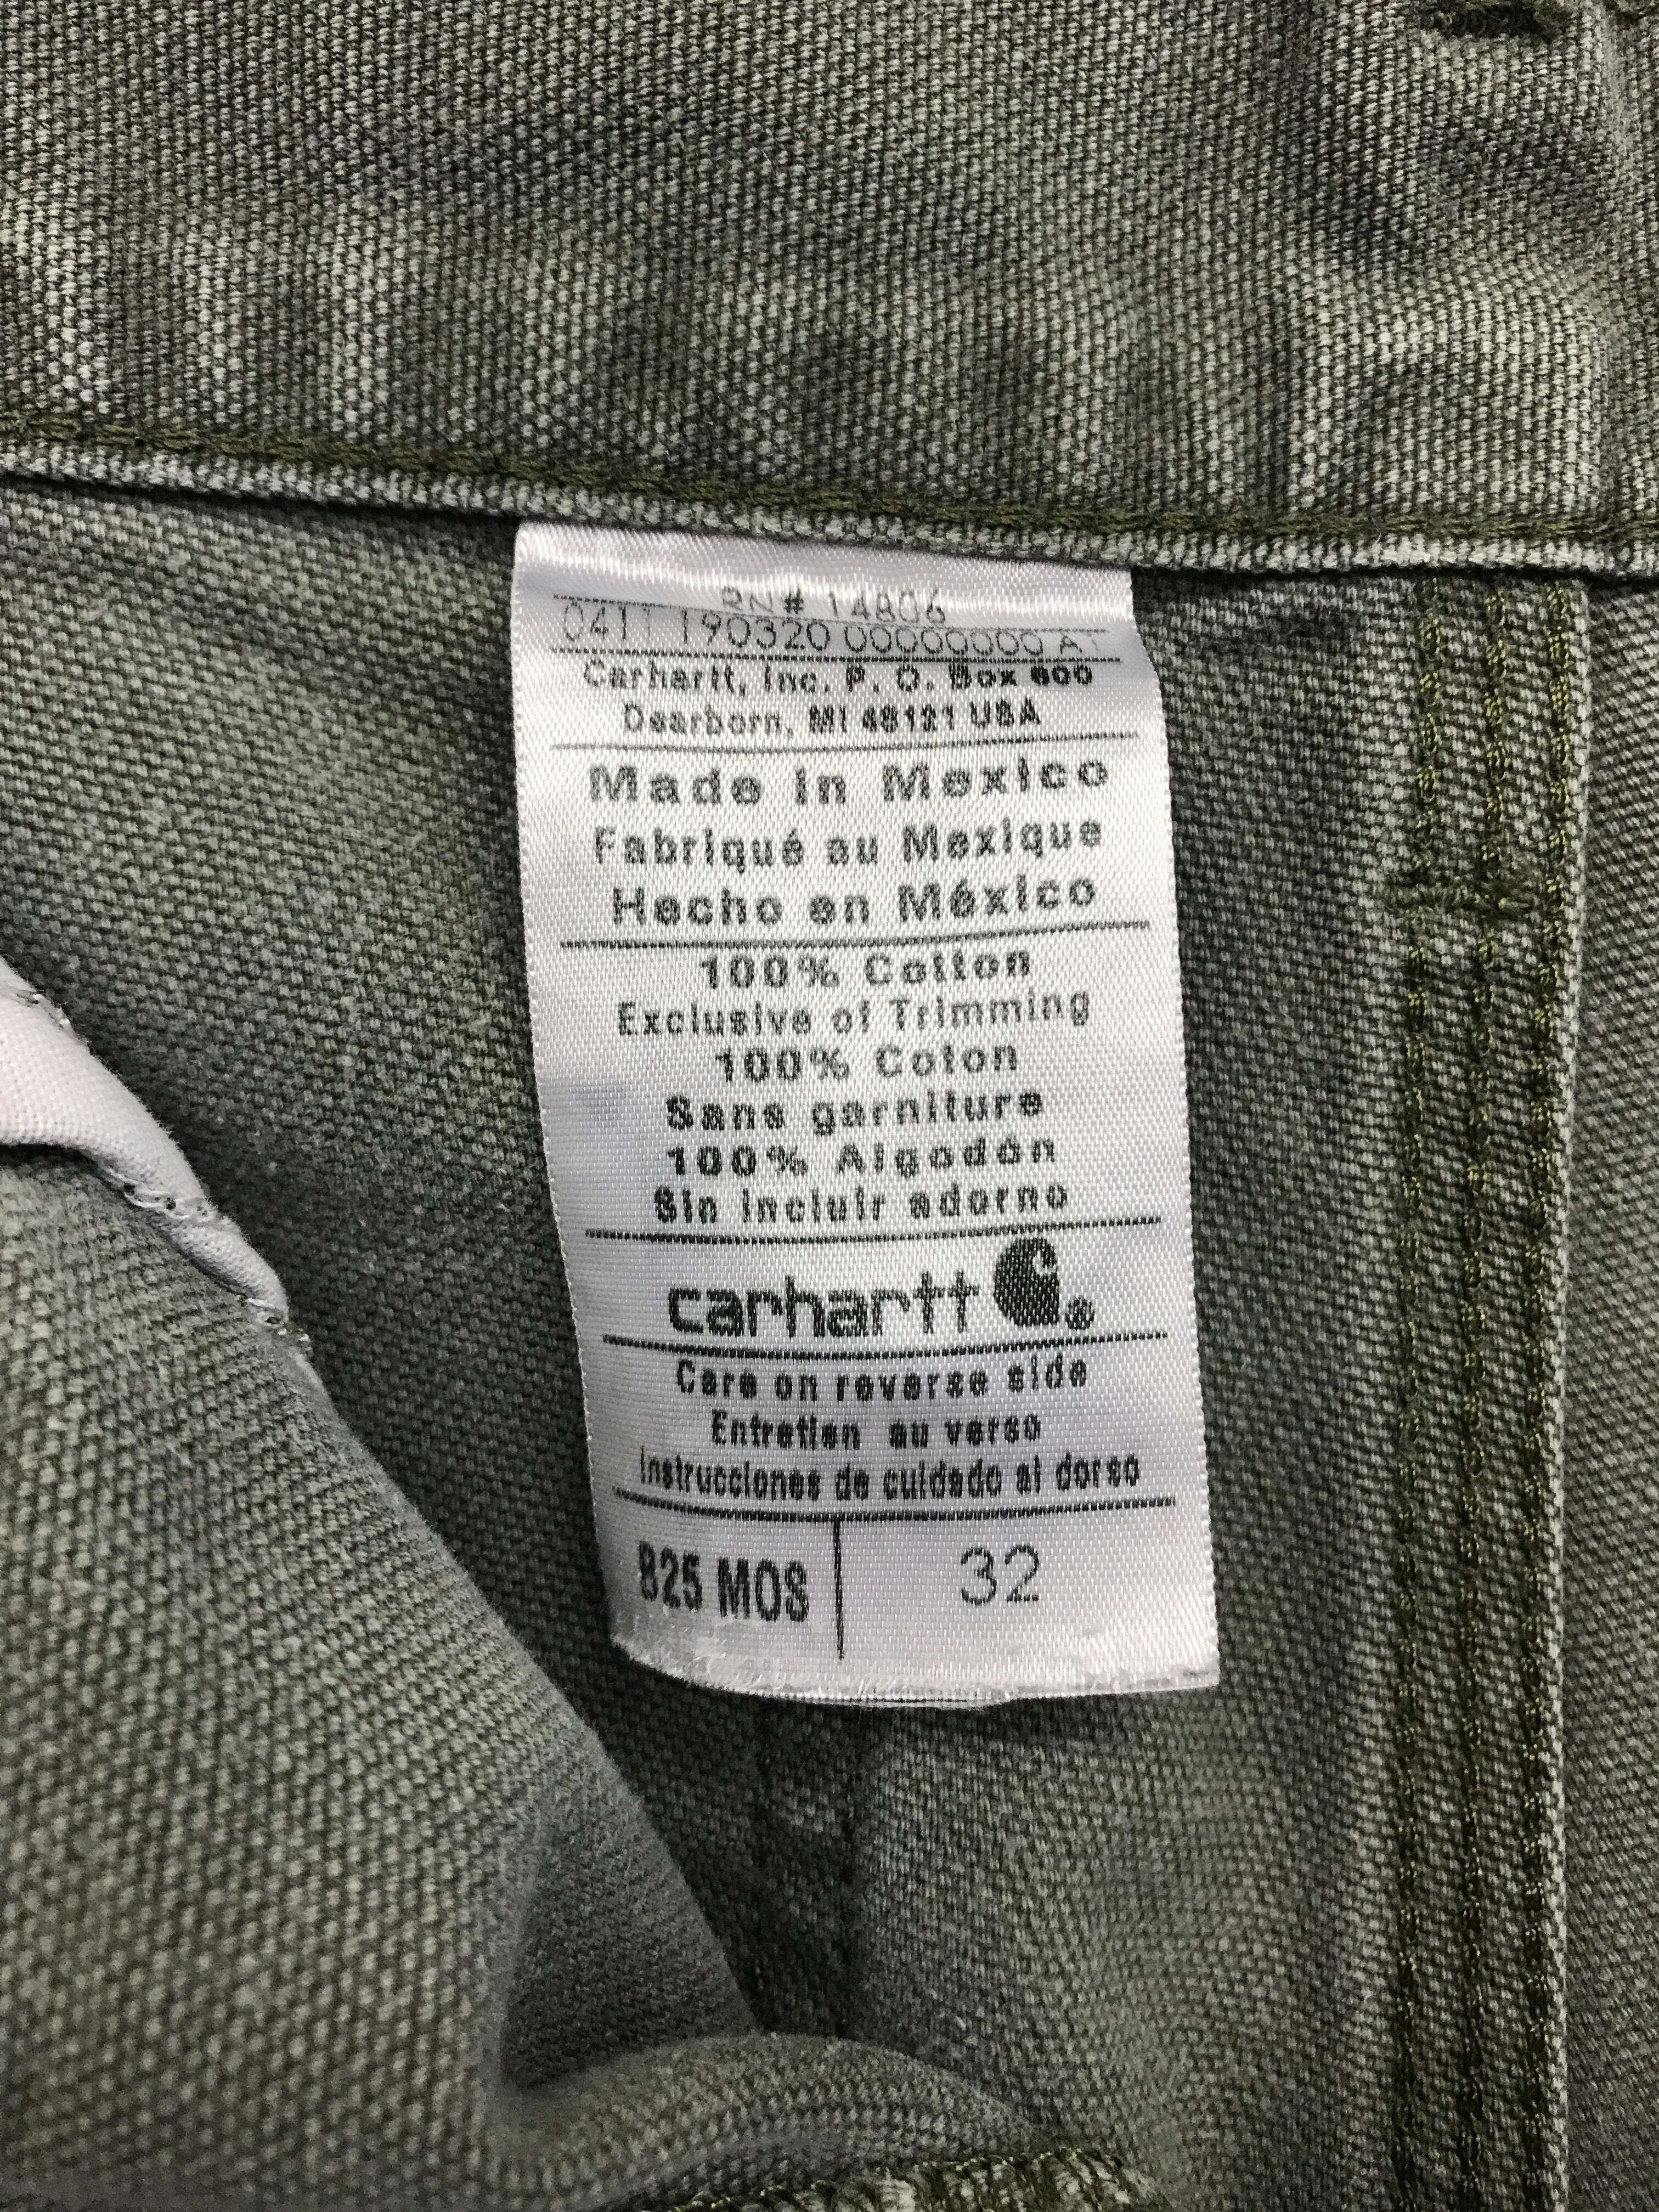 RN# 14806
0411 190320 00000000 A1
Carhartt, Inc. P. O. Box 600
Dearborn, MI 48121 USA
Made in Mexico
Fabriqué au Mexique
Hecho en México
100% Cotton
Exclusive of Trimming
100% Coton
Sans garniture
100% Algodón
Sin incluir adorno
carhartt ®
Care on reverse side
Entretien au verso
Instrucciones de cuidado al dorso
B25 MOS
32